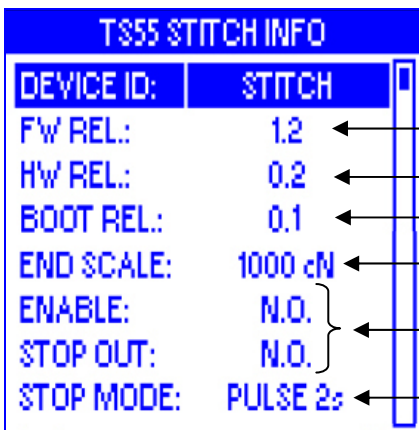 TS55 STITCH INFO
DEVICE ID: STITCH
FW REL.: 1.2
HW REL.: 0.2
BOOT REL.: 0.1
END SCALE: 1000 cN
ENABLE: N.O.
STOP OUT: N.O.
STOP MODE: PULSE 2s